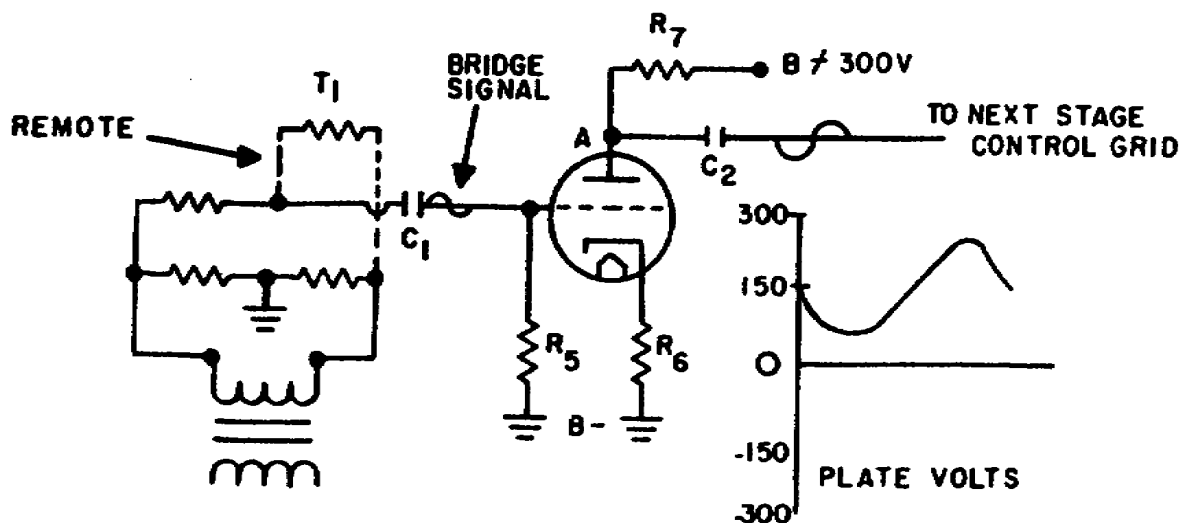 R7
B ≠ 300V
BRIDGE
SIGNAL
T1
REMOTE
A
TO NEXT STAGE
CONTROL GRID
C2
C1
300
150
0
-150
-300
R5
R6
B-
PLATE VOLTS